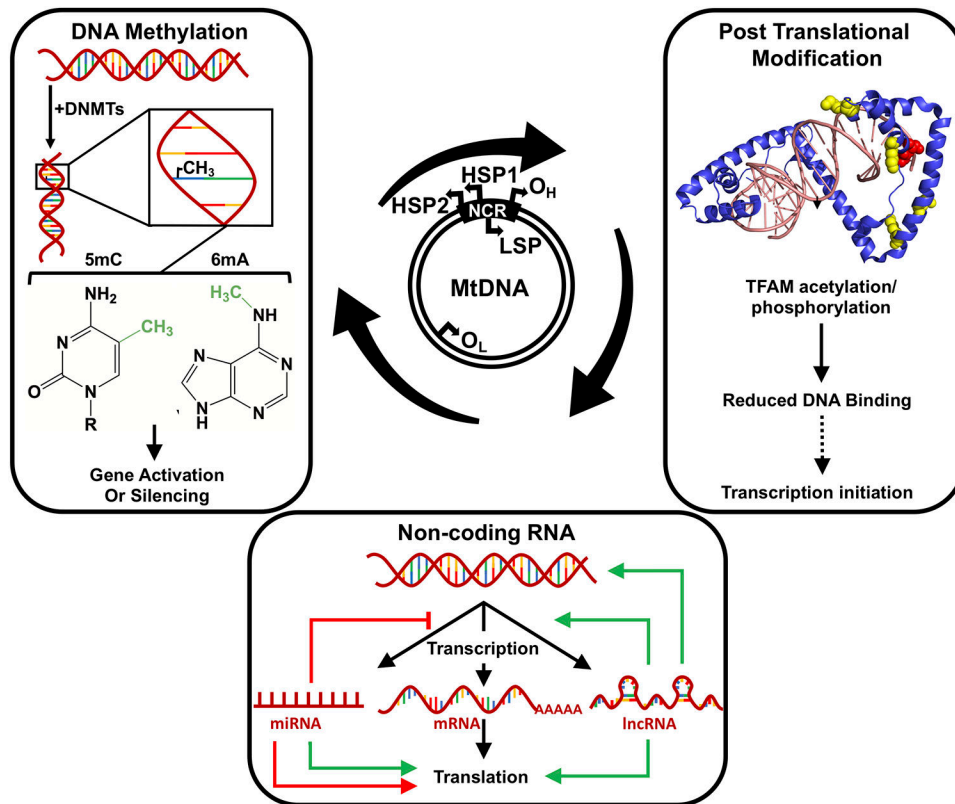 DNA Methylation
+DNMTs
CH₃
5mC
6mA
NH₂
CH₃
N
O
N
R
H₃C
NH
N
N
N
H
N
Gene Activation
Or Silencing
HSP1
HSP2
O_H
NCR
LSP
MtDNA
O_L
Post Translational
Modification
TFAM acetylation/
phosphorylation
Reduced DNA Binding
Transcription initiation
Non-coding RNA
Transcription
miRNA
mRNA
AAAAA
lncRNA
Translation